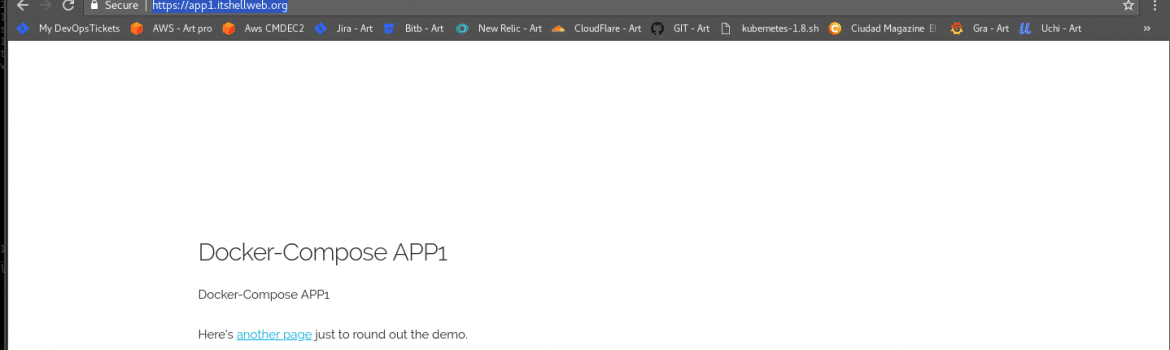 Secure | https://app1.itshellweb.org
My DevOpsTickets AWS - Art pro Aws CMDEC2 Jira - Art Bitb - Art New Relic - Art CloudFlare - Art GIT - Art kubernetes-1.8.sh Ciudad Magazine Gra - Art Uchi - Art »
Docker-Compose APP1
Docker-Compose APP1
Here's another page just to round out the demo.